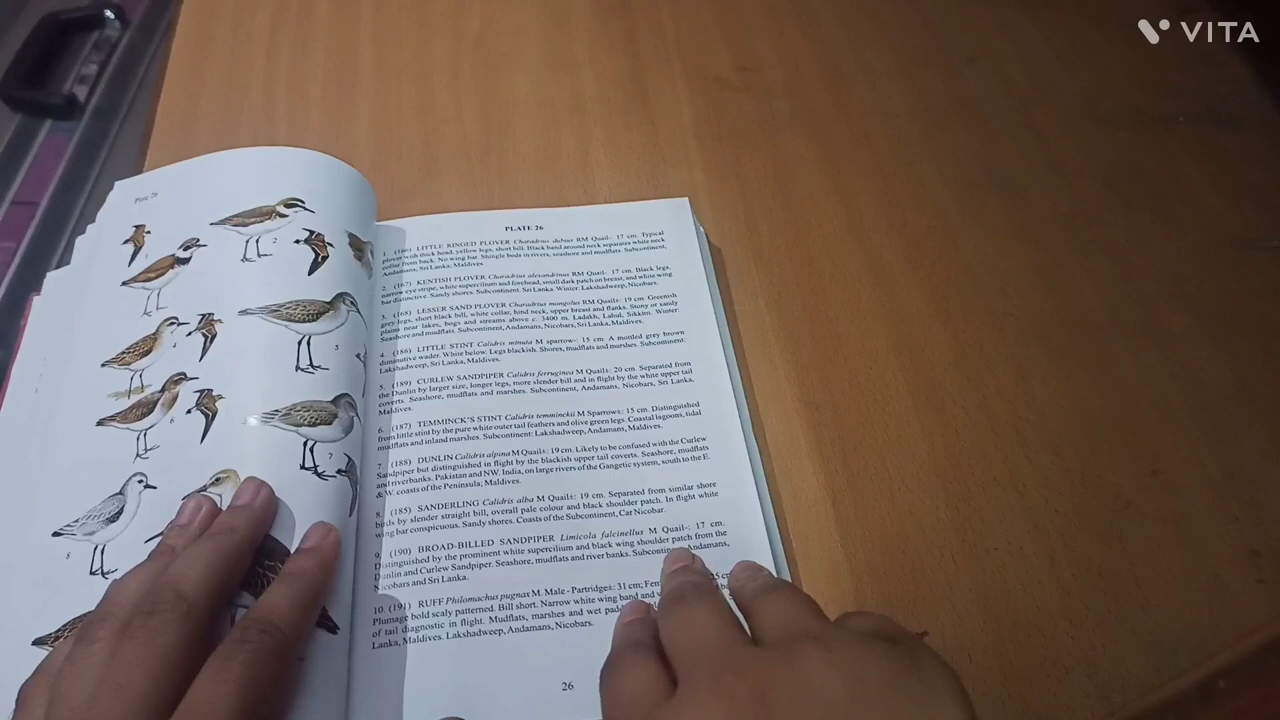 VITA
Plate 26
2
1
4
5
6
7
8
PLATE 26
1. (166) LITTLE RINGED PLOVER Charadrius dubius RM Quail-: 17 cm. Typical
plover with thick head, yellow legs, short bill. Black band around neck separates white neck
collar from back. No wing bar. Shingle beds in rivers, seashore and mudflats. Subcontinent,
Andamans, Sri Lanka, Maldives.
2. (167) KENTISH PLOVER Charadrius alexandrinus RM Quail-: 17 cm. Black legs,
narrow eye stripe, white supercilium and forehead, small dark patch on breast, and white wing
bar distinctive. Sandy shores. Subcontinent. Sri Lanka. Winter: Lakshadweep, Nicobars.
3. (168) LESSER SAND PLOVER Charadrius mongolus RM Quail±: 19 cm. Greenish
grey legs, short black bill, white collar, hind neck, upper breast and flanks. Stony or sandy
plains near lakes, bogs and streams above c. 3400 m. Ladakh, Lahul, Sikkim. Winter:
Seashore and mudflats. Subcontinent, Andamans, Nicobars, Sri Lanka, Maldives.
4. (186) LITTLE STINT Calidris minuta M sparrow-: 15 cm. A mottled grey brown
diminutive wader. White below. Legs blackish. Shores, mudflats and marshes. Subcontinent:
Lakshadweep, Sri Lanka, Maldives.
5. (189) CURLEW SANDPIPER Calidris ferruginea M Quail±: 20 cm. Separated from
the Dunlin by larger size, longer legs, more slender bill and in flight by the white upper tail
coverts. Seashore, mudflats and marshes. Subcontinent, Andamans, Nicobars, Sri Lanka,
Maldives.
6. (187) TEMMINCK'S STINT Calidris temminckii M Sparrow±: 15 cm. Distinguished
from little stint by the pure white outer tail feathers and olive green legs. Coastal lagoons, tidal
mudflats and inland marshes. Subcontinent: Lakshadweep, Andamans, Maldives.
7. (188) DUNLIN Calidris alpina M Quail±: 19 cm. Likely to be confused with the Curlew
Sandpiper but distinguished in flight by the blackish upper tail coverts. Seashore, mudflats
and riverbanks. Pakistan and NW. India, on large rivers of the Gangetic system, south to the E.
& W. coasts of the Peninsula; Maldives.
8. (185) SANDERLING Calidris alba M Quail±: 19 cm. Separated from similar shore
birds by slender straight bill, overall pale colour and black shoulder patch. In flight white
wing bar conspicuous. Sandy shores. Coasts of the Subcontinent, Car Nicobar.
9. (190) BROAD-BILLED SANDPIPER Limicola falcinellus M Quail-: 17 cm.
Distinguished by the prominent white supercilium and black wing shoulder patch from the
Dunlin and Curlew Sandpiper. Seashore, mudflats and river banks. Andamans,
Nicobars and Sri Lanka.
10. (191) RUFF Philomachus pugnax M. Male - Partridge±: 31 cm;
Plumage bold scaly patterned. Bill short. Narrow white wing band and
of tail diagnostic in flight. Mudflats, marshes and wet
Lanka, Maldives. Lakshadweep, Andamans, Nicobars.
26